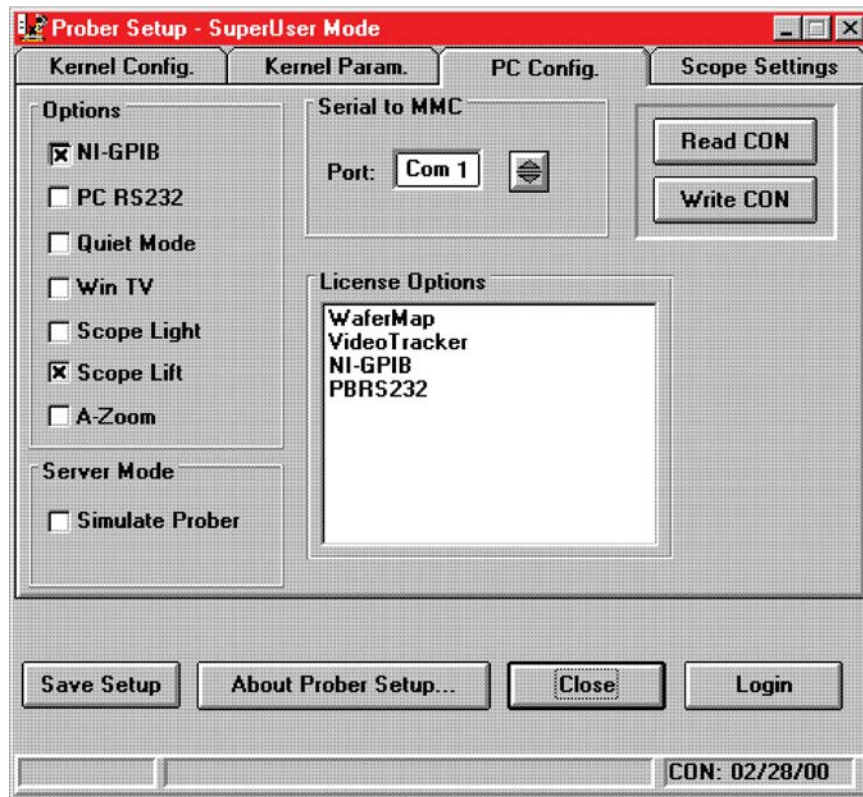 Prober Setup - SuperUser Mode
Kernel Config.
Kernel Param.
PC Config.
Scope Settings
Options
NI-GPIB
PC RS232
Quiet Mode
Win TV
Scope Light
Scope Lift
A-Zoom
Server Mode
Simulate Prober
Serial to MMC
Port: Com 1
Read CON
Write CON
License Options
WaferMap
VideoTracker
NI-GPIB
PBRS232
Save Setup
About Prober Setup...
Close
Login
CON: 02/28/00